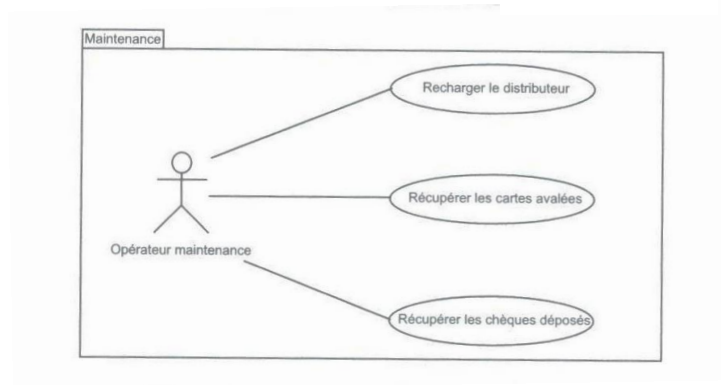 Maintenance
Recharger le distributeur
Récupérer les cartes avalées
Opérateur maintenance
Récupérer les chèques déposés